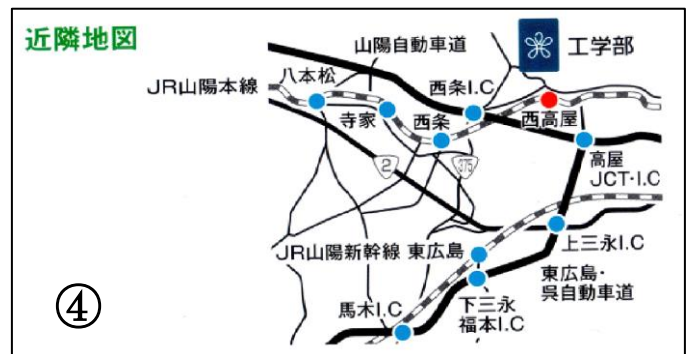 近隣地図
山陽自動車道
工学部
八本松
JR山陽本線
西条I.C
寺家
西条
西高屋
2
375
高屋
JCT・I.C
上三永I.C
JR山陽新幹線
東広島
東広島・
呉自動車道
馬木I.C
下三永
福本I.C
④